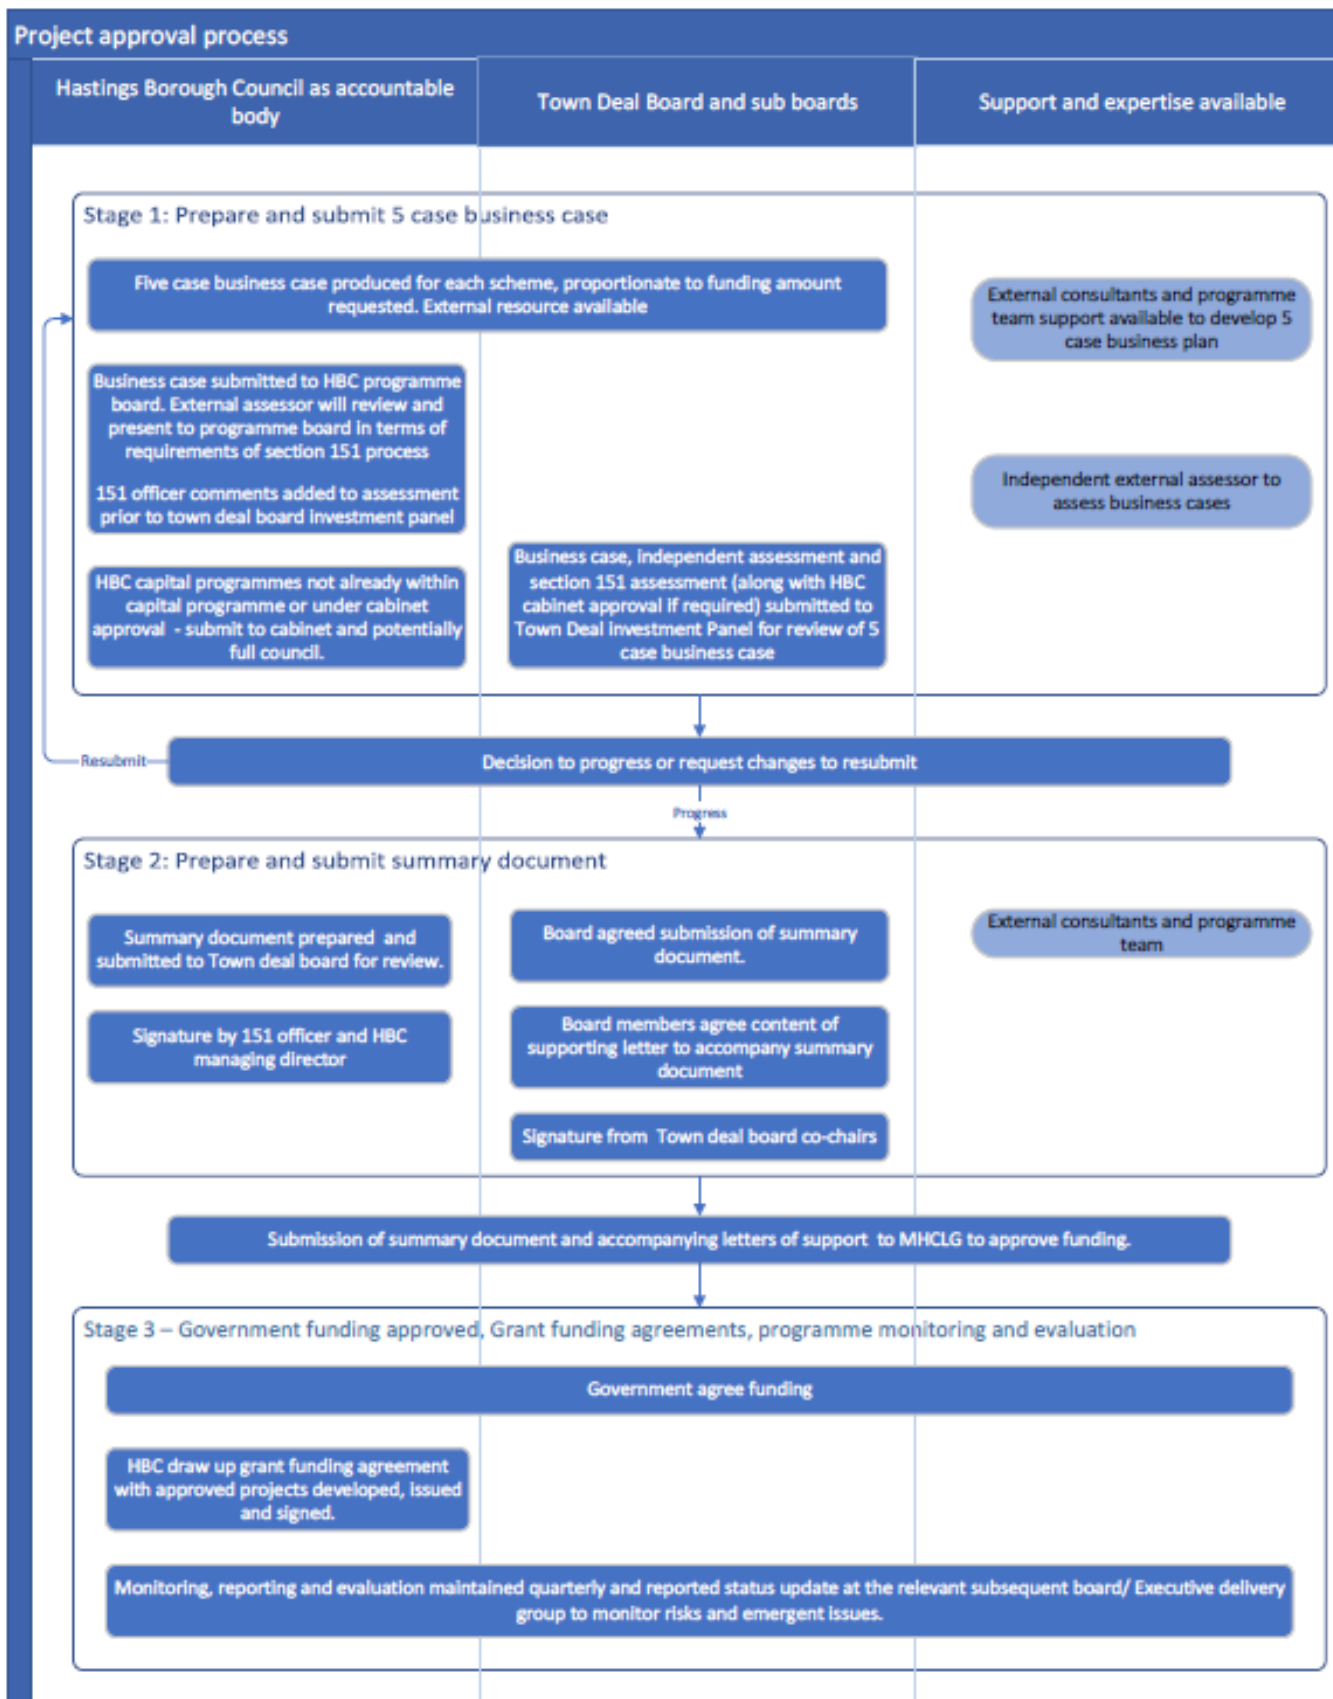 Project approval process
Hastings Borough Council as accountable
body
Town Deal Board and sub boards
Support and expertise available
Stage 1: Prepare and submit 5 case business case
Five case business case produced for each scheme, proportionate to funding amount
requested. External resource available
External consultants and programme
team support available to develop 5
case business plan
Business case submitted to HBC programme
board. External assessor will review and
present to programme board in terms of
requirements of section 151 process
151 officer comments added to assessment
prior to town deal board investment panel
Independent external assessor to
assess business cases
HBC capital programmes not already within
capital programme or under cabinet
approval - submit to cabinet and potentially
full council.
Business case, independent assessment and
section 151 assessment (along with HBC
cabinet approval if required) submitted to
Town Deal investment Panel for review of 5
case business case
Resubmit
Decision to progress or request changes to resubmit
Progress
Stage 2: Prepare and submit summary document
Summary document prepared and
submitted to Town deal board for review.
Board agreed submission of summary
document.
External consultants and programme
team
Signature by 151 officer and HBC
managing director
Board members agree content of
supporting letter to accompany summary
document
Signature from Town deal board co-chairs
Submission of summary document and accompanying letters of support to MHCLG to approve funding.
Stage 3 – Government funding approved, Grant funding agreements, programme monitoring and evaluation
Government agree funding
HBC draw up grant funding agreement
with approved projects developed, issued
and signed.
Monitoring, reporting and evaluation maintained quarterly and reported status update at the relevant subsequent board/ Executive delivery
group to monitor risks and emergent issues.